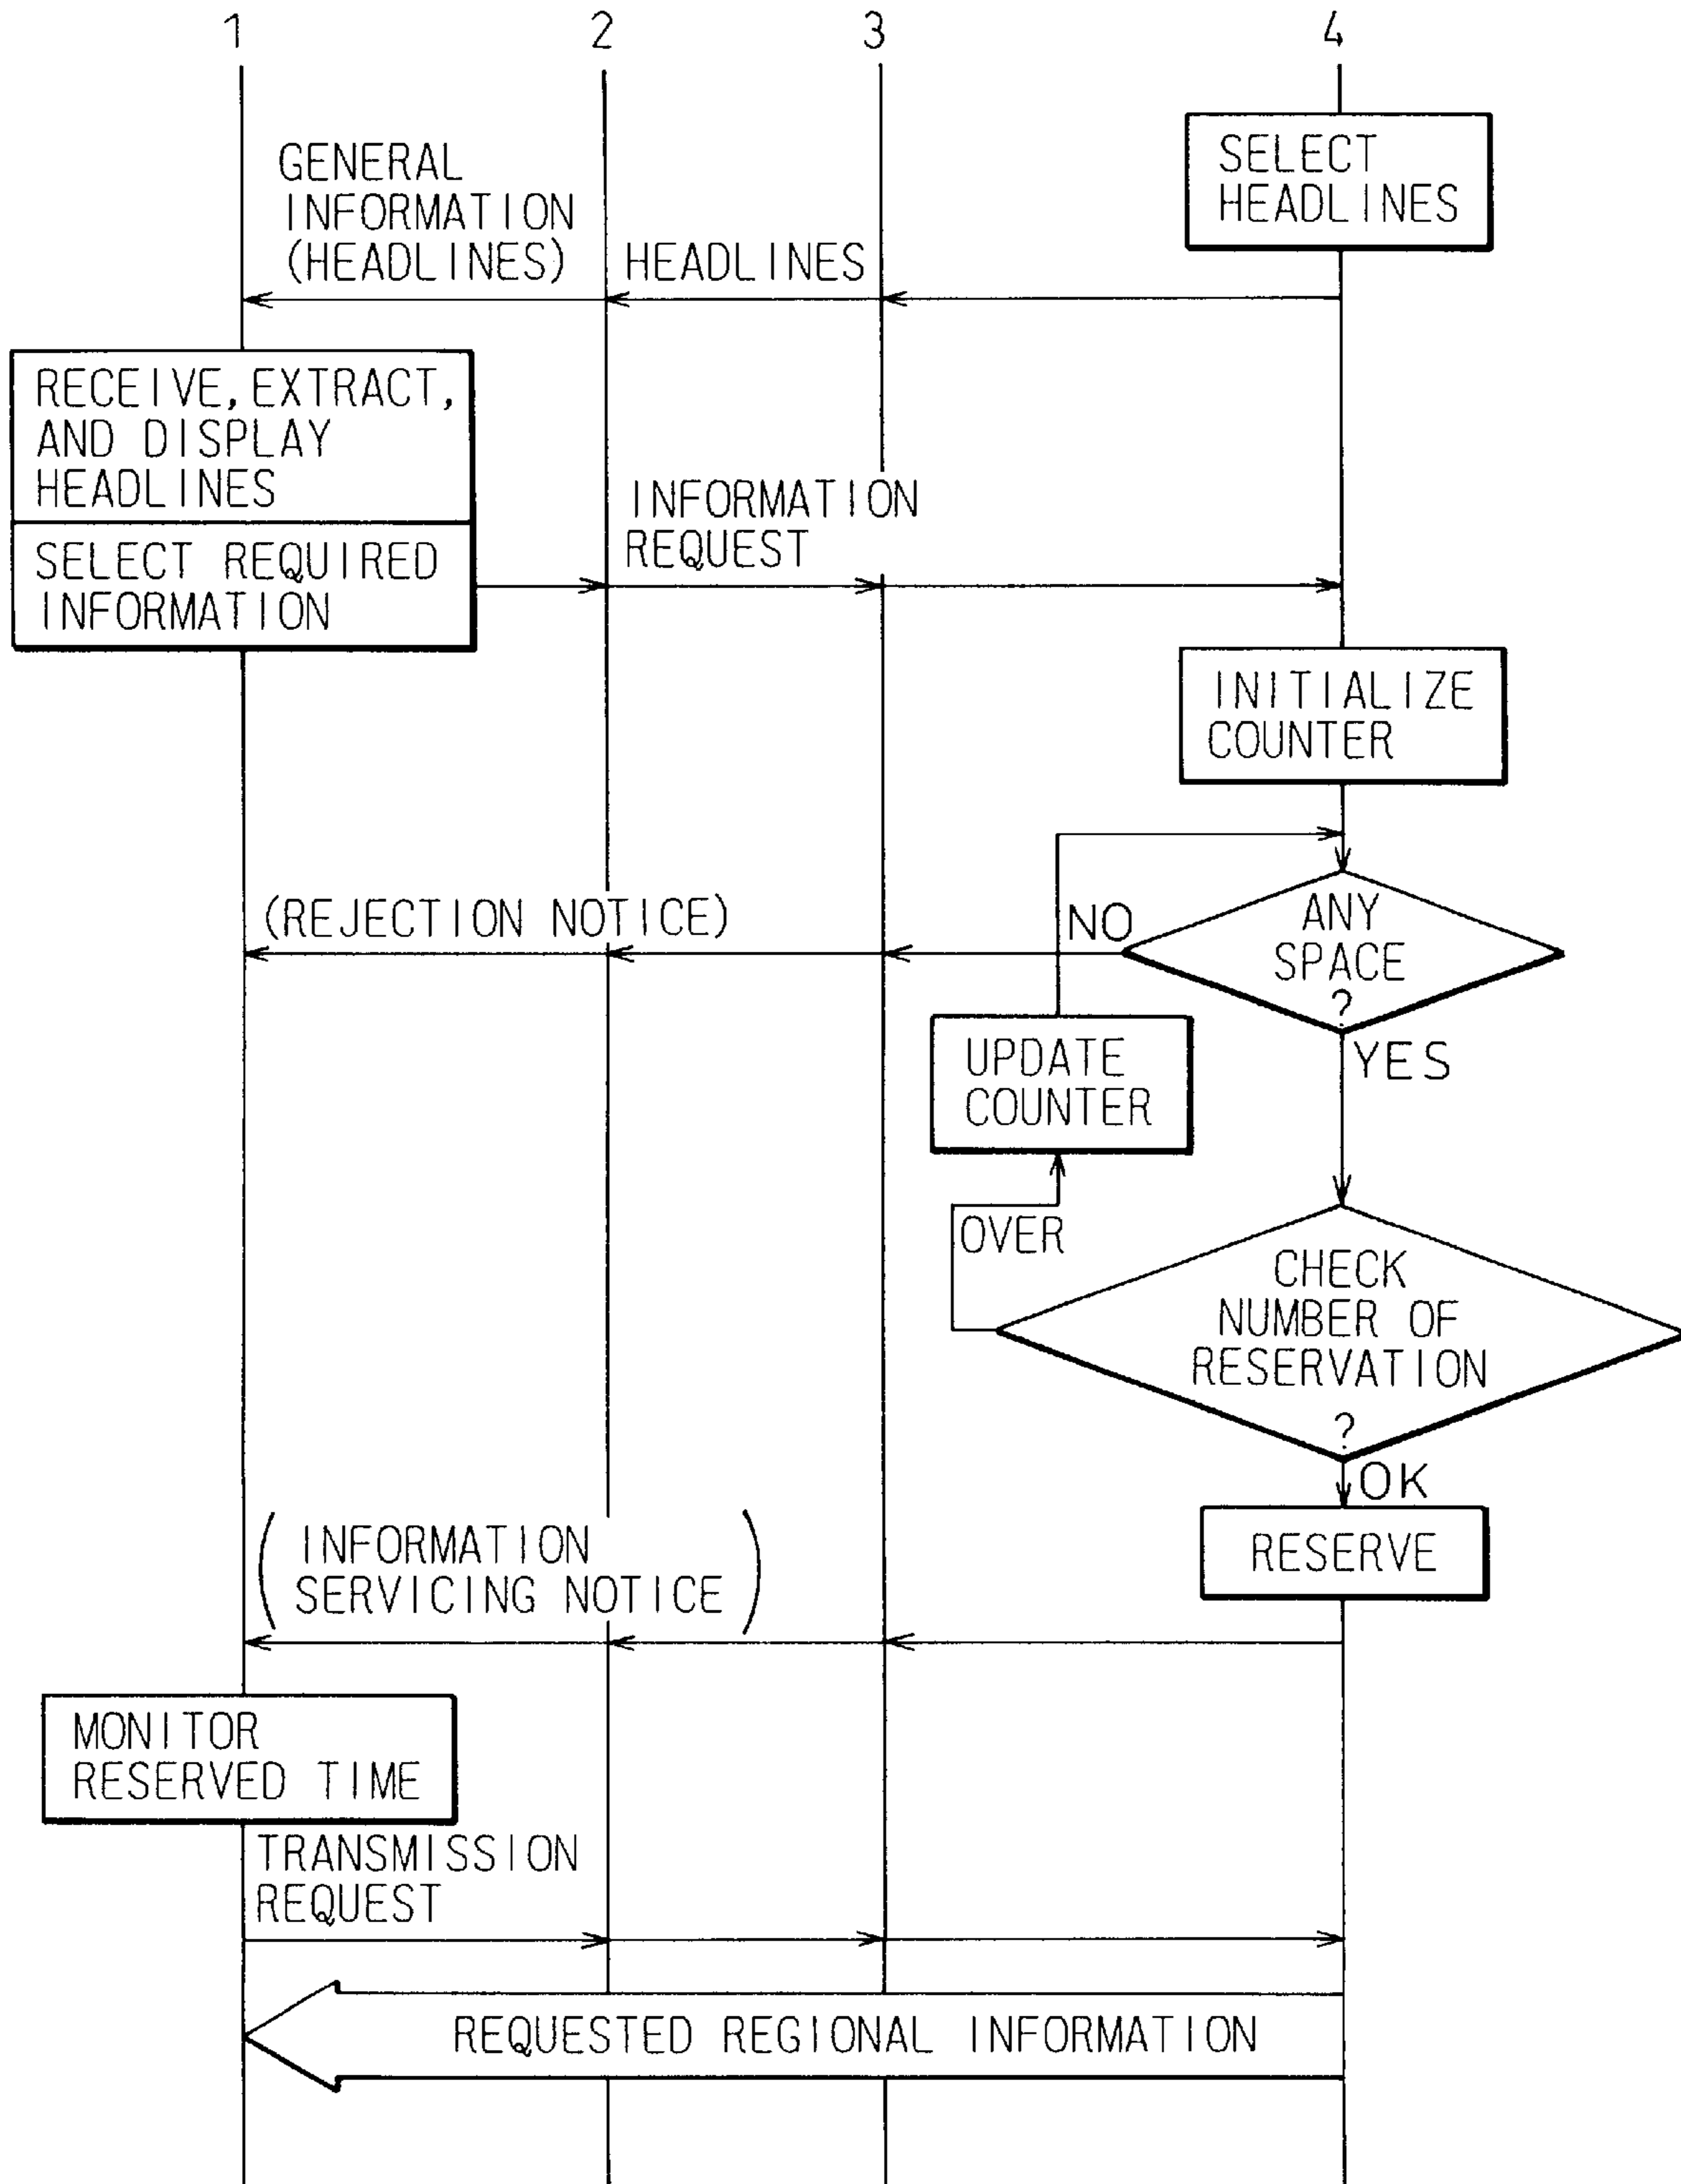 1
2
3
4
SELECT
HEADLINES
GENERAL
INFORMATION
(HEADLINES)
HEADLINES
RECEIVE, EXTRACT,
AND DISPLAY
HEADLINES
SELECT REQUIRED
INFORMATION
INFORMATION
REQUEST
INITIALIZE
COUNTER
(REJECTION NOTICE)
NO
ANY
SPACE
?
YES
UPDATE
COUNTER
OVER
CHECK
NUMBER OF
RESERVATION
?
OK
RESERVE
(INFORMATION
SERVICING NOTICE)
MONITOR
RESERVED TIME
TRANSMISSION
REQUEST
REQUESTED REGIONAL INFORMATION